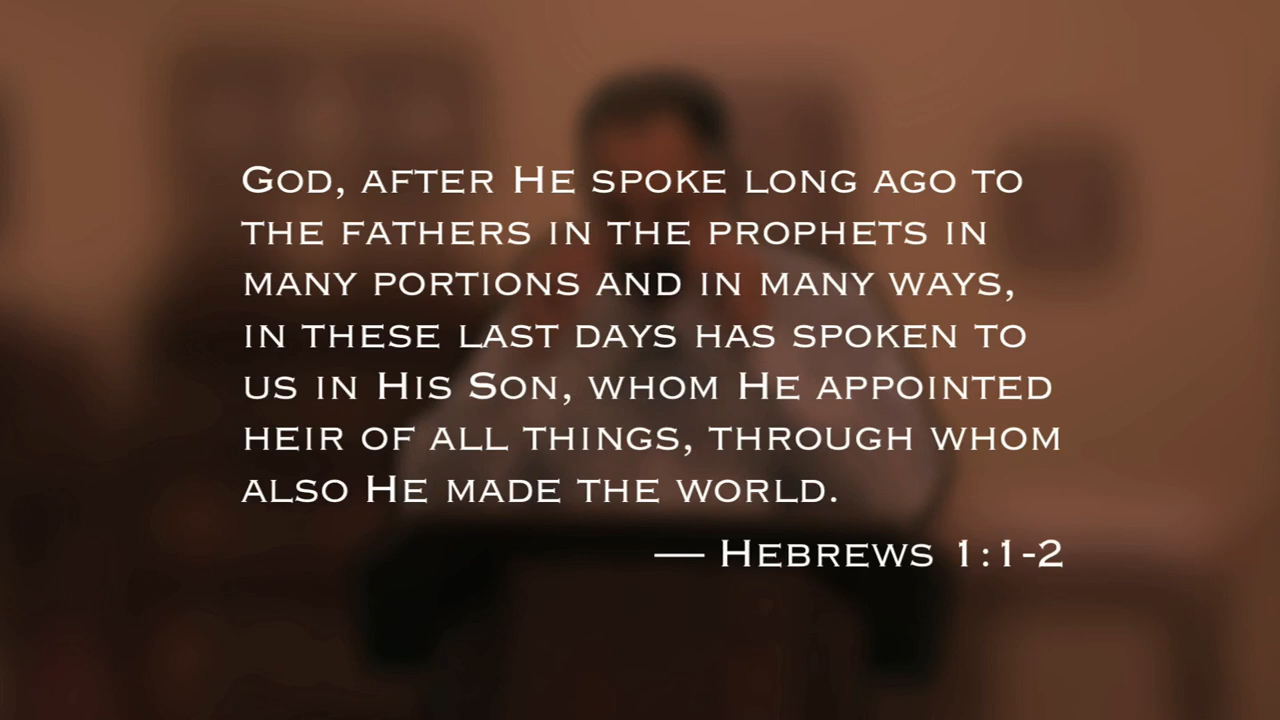 God, after He spoke long ago to
the fathers in the prophets in
many portions and in many ways,
in these last days has spoken to
us in His Son, whom He appointed
heir of all things, through whom
also He made the world.
— Hebrews 1:1-2